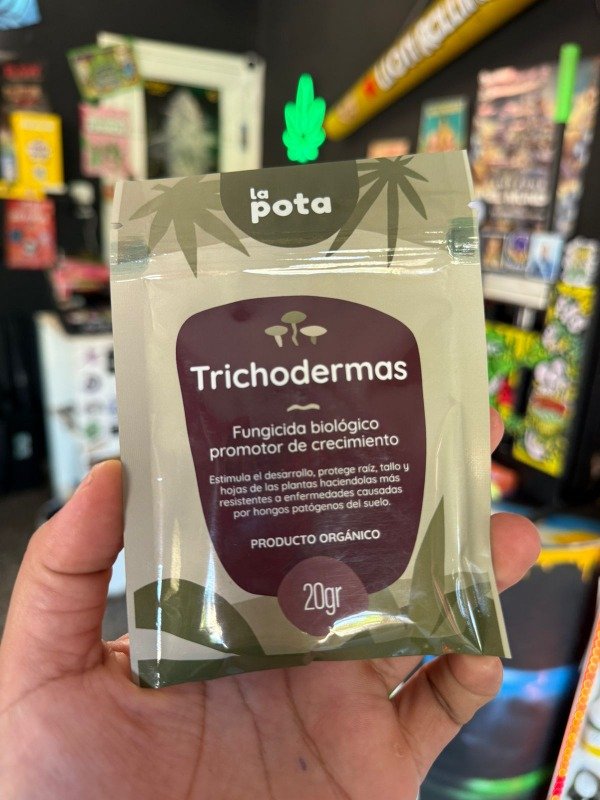 la
pota
Trichodermas
Fungicida biológico
promotor de crecimiento
Estimula el desarrollo, protege raíz, tallo y
hojas de las plantas haciendolas más
resistentes a enfermedades causadas
por hongos patógenos del suelo.
PRODUCTO ORGÁNICO
20gr